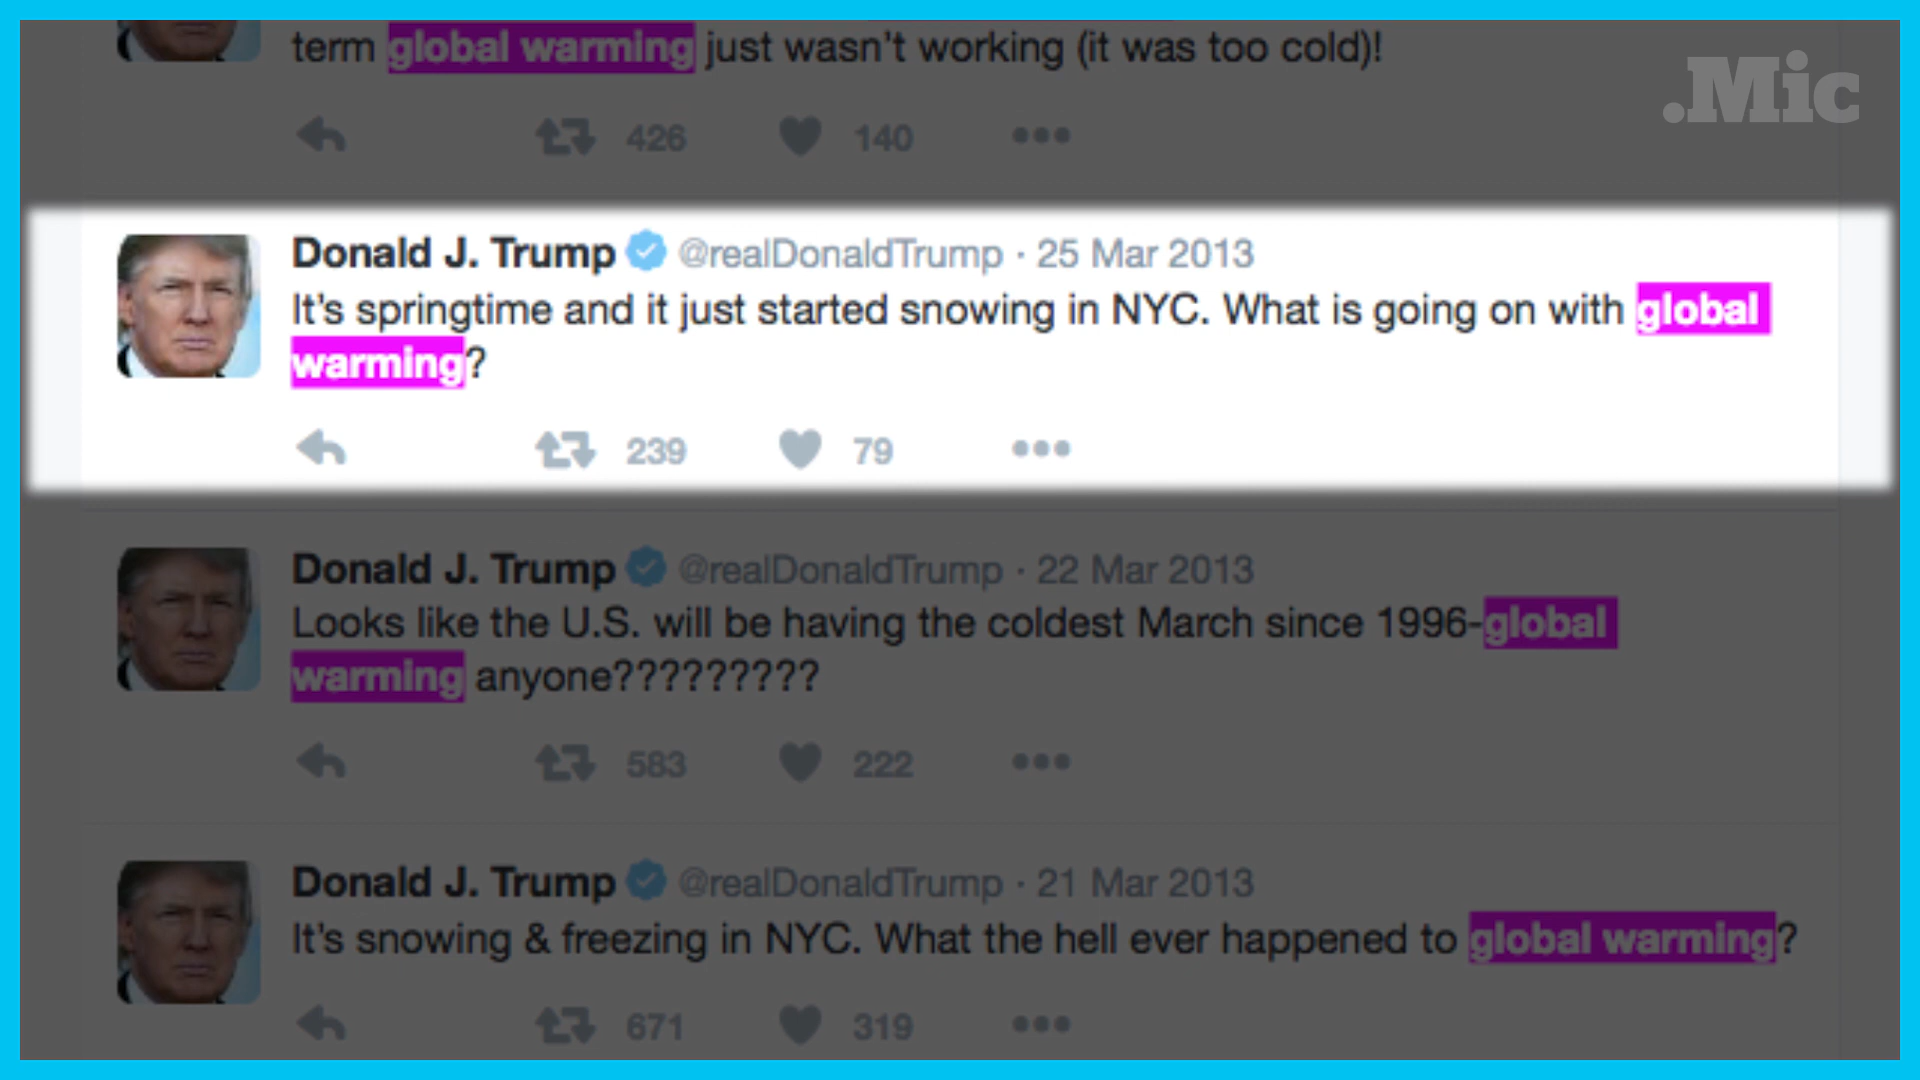 term global warming just wasn't working (it was too cold)!
.Mic
426 140
Donald J. Trump @realDonaldTrump · 25 Mar 2013
It's springtime and it just started snowing in NYC. What is going on with global
warming?
239 79
Donald J. Trump @realDonaldTrump · 22 Mar 2013
Looks like the U.S. will be having the coldest March since 1996-global
warming anyone?????????
583 222
Donald J. Trump @realDonaldTrump · 21 Mar 2013
It's snowing & freezing in NYC. What the hell ever happened to global warming?
671 319